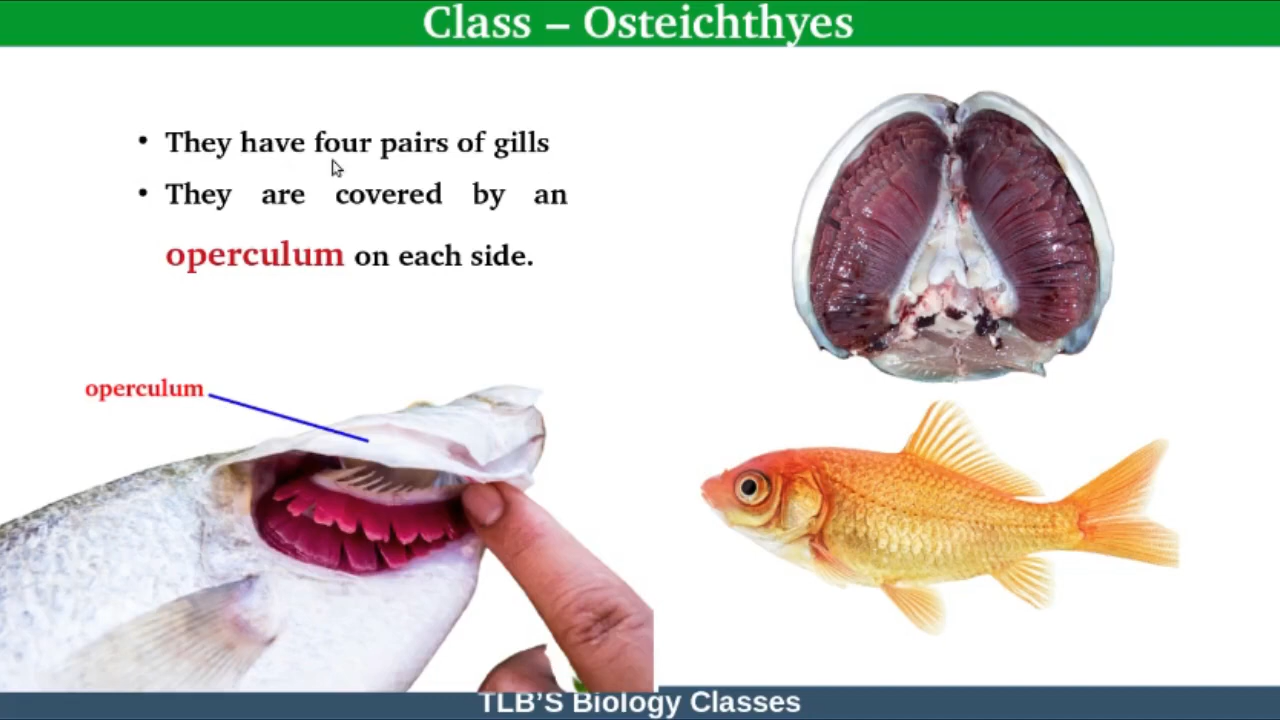 Class – Osteichthyes
• They have four pairs of gills
• They are covered by an
operculum on each side.
operculum
TLB'S Biology Classes